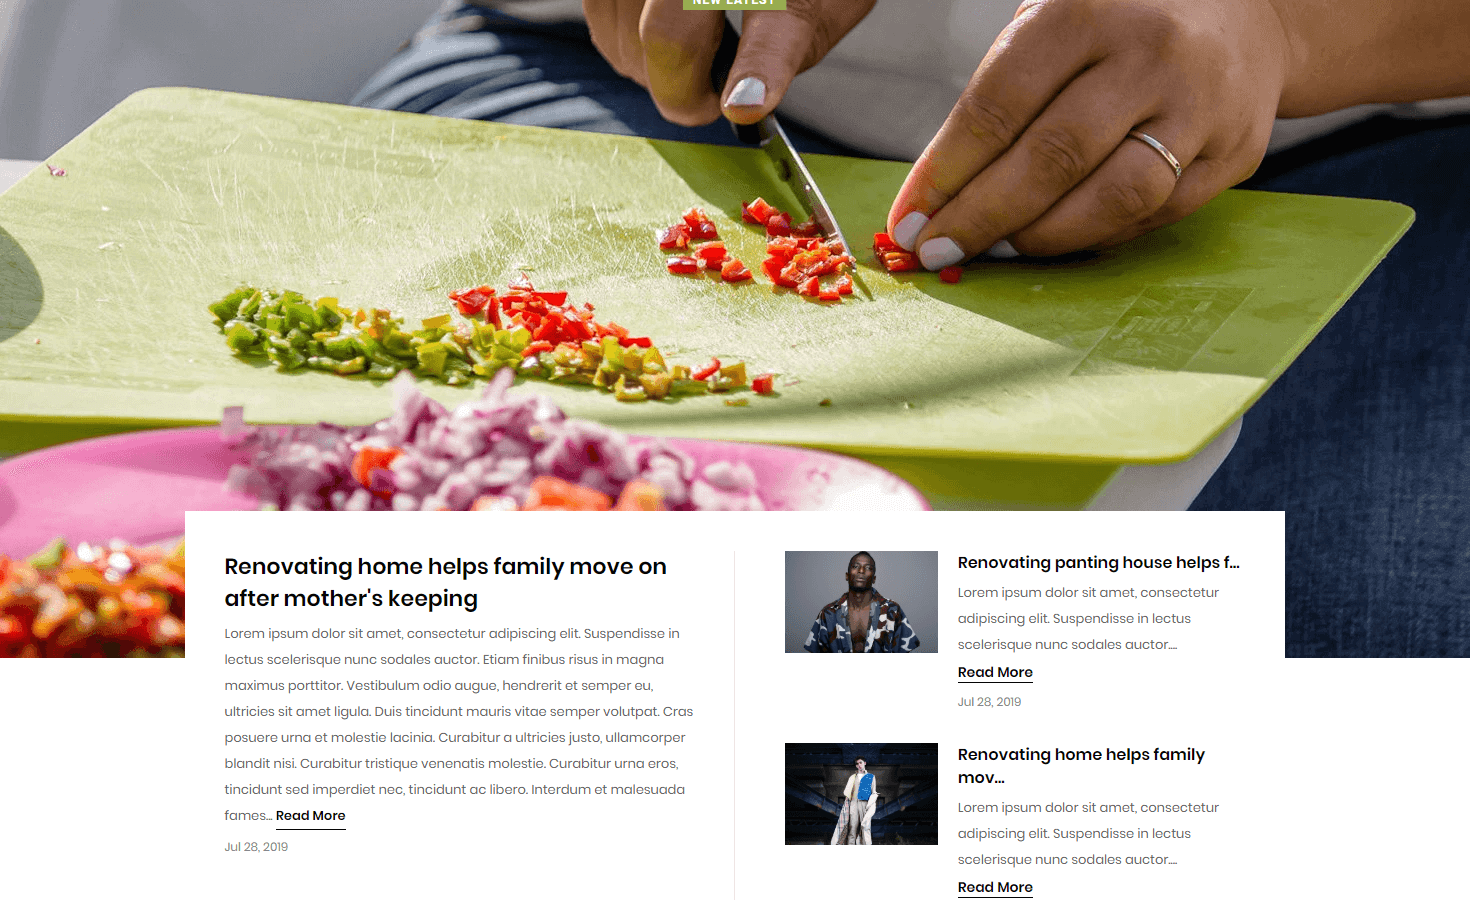 NEW LATEST
Renovating home helps family move on
after mother's keeping
Lorem ipsum dolor sit amet, consectetur adipiscing elit. Suspendisse in
lectus scelerisque nunc sodales auctor. Etiam finibus risus in magna
maximus porttitor. Vestibulum odio augue, hendrerit et semper eu,
ultricies sit amet ligula. Duis tincidunt mauris vitae semper volutpat. Cras
posuere urna et molestie lacinia. Curabitur a ultricies justo, ullamcorper
blandit nisi. Curabitur tristique venenatis molestie. Curabitur urna eros,
tincidunt sed imperdiet nec, tincidunt ac libero. Interdum et malesuada
fames... Read More
Jul 28, 2019
Renovating panting house helps f...
Lorem ipsum dolor sit amet, consectetur
adipiscing elit. Suspendisse in lectus
scelerisque nunc sodales auctor....
Read More
Jul 28, 2019
Renovating home helps family
mov...
Lorem ipsum dolor sit amet, consectetur
adipiscing elit. Suspendisse in lectus
scelerisque nunc sodales auctor....
Read More